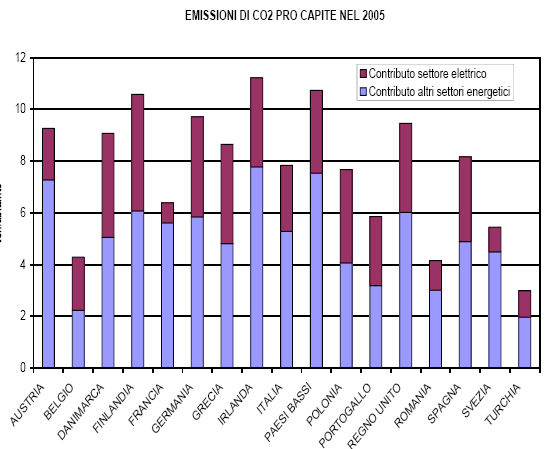 EMISSIONI DI CO2 PRO CAPITE NEL 2005
12
10
8
6
4
2
0
Contributo settore elettrico
Contributo altri settori energetici
AUSTRIA
BELGIO
DANIMARCA
FINLANDIA
FRANCIA
GERMANIA
GRECIA
IRLANDA
ITALIA
PAESI BASSI
POLONIA
PORTOGALLO
REGNO UNITO
ROMANIA
SPAGNA
SVEZIA
TURCHIA